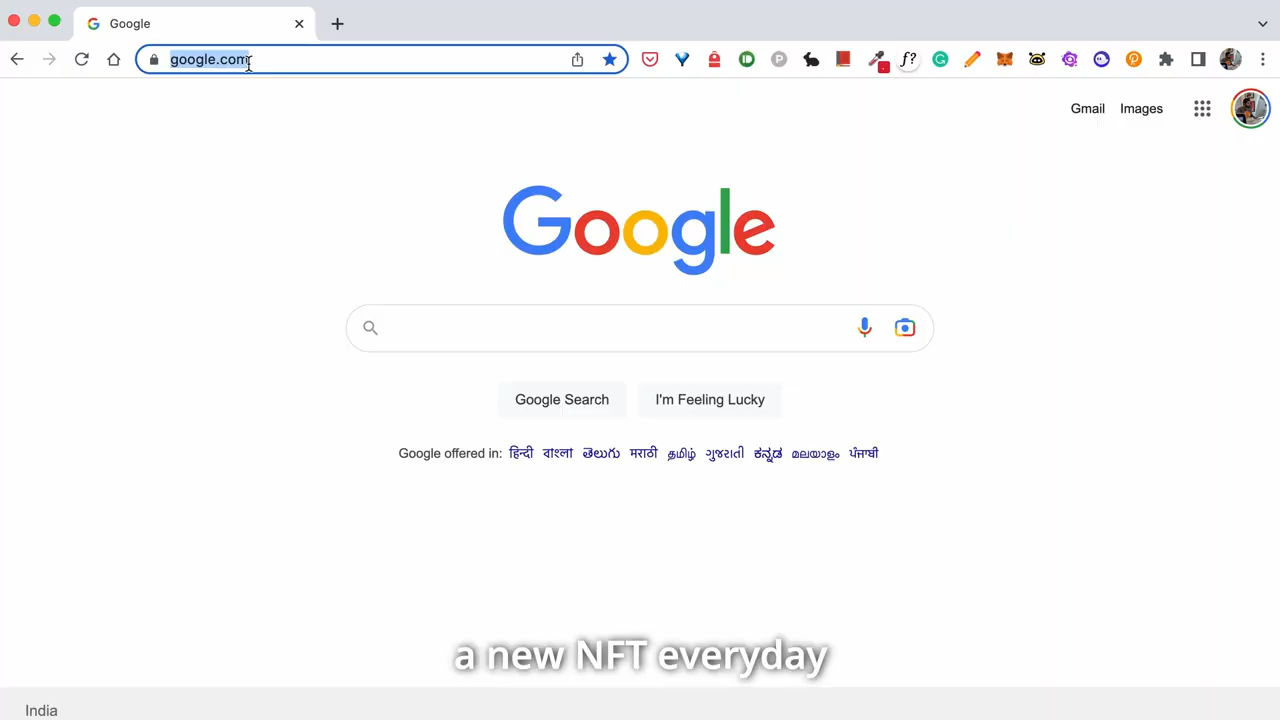 Google
google.com
P
f?
Gmail Images
Google
Google Search I'm Feeling Lucky
Google offered in: हिन्दी বাংলা తెలుగు मराठी தமிழ் ગુજરાતી ಕನ್ನಡ മലയാളം ਪੰਜਾਬੀ
a new NFT everyday
India